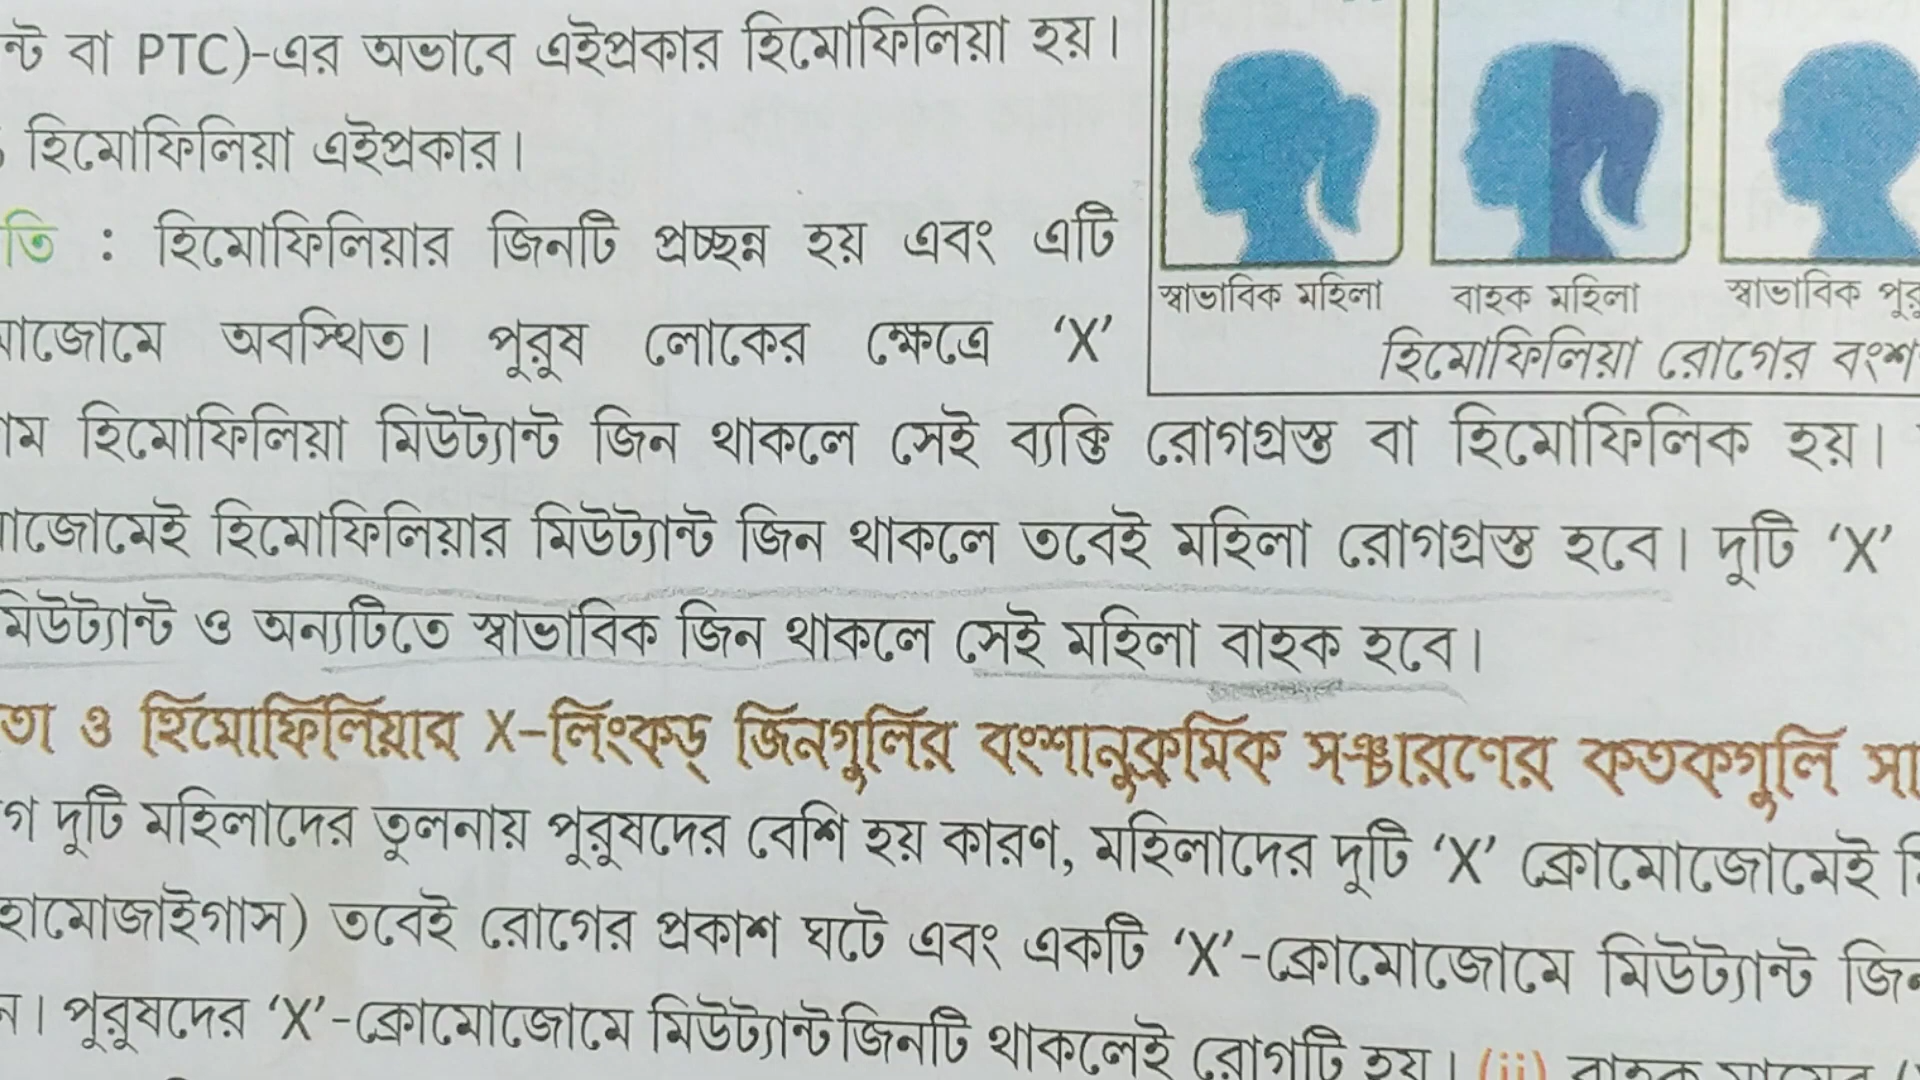 ন্ট বা PTC)-এর অভাবে এইপ্রকার হিমোফিলিয়া হয়।
হিমোফিলিয়া এইপ্রকার।
তি : হিমোফিলিয়ার জিনটি প্রচ্ছন্ন হয় এবং এটি
মোজোমে অবস্থিত। পুরুষ লোকের ক্ষেত্রে ‘X’
স্বাভাবিক মহিলা
বাহক মহিলা
স্বাভাবিক পুরু
হিমোফিলিয়া রোগের বংশ
াম হিমোফিলিয়া মিউট্যান্ট জিন থাকলে সেই ব্যক্তি রোগগ্রস্ত বা হিমোফিলিক হয়।
াজোমেই হিমোফিলিয়ার মিউট্যান্ট জিন থাকলে তবেই মহিলা রোগগ্রস্ত হবে। দুটি ‘X’
মিউট্যান্ট ও অন্যটিতে স্বাভাবিক জিন থাকলে সেই মহিলা বাহক হবে।
তা ও হিমোফিলিয়ার X-লিংকড্ জিনগুলির বংশানুক্রমিক সঞ্চারণের কতকগুলি সা
গ দুটি মহিলাদের তুলনায় পুরুষদের বেশি হয় কারণ, মহিলাদের দুটি ‘X’ ক্রোমোজোমেই
হোমোজাইগাস) তবেই রোগের প্রকাশ ঘটে এবং একটি ‘X’-ক্রোমোজোমে মিউট্যান্ট জিন
ন। পুরুষদের ‘X’-ক্রোমোজোমে মিউট্যান্ট জিনটি থাকলেই রোগটি হয়। (ii) বাহক মায়ের